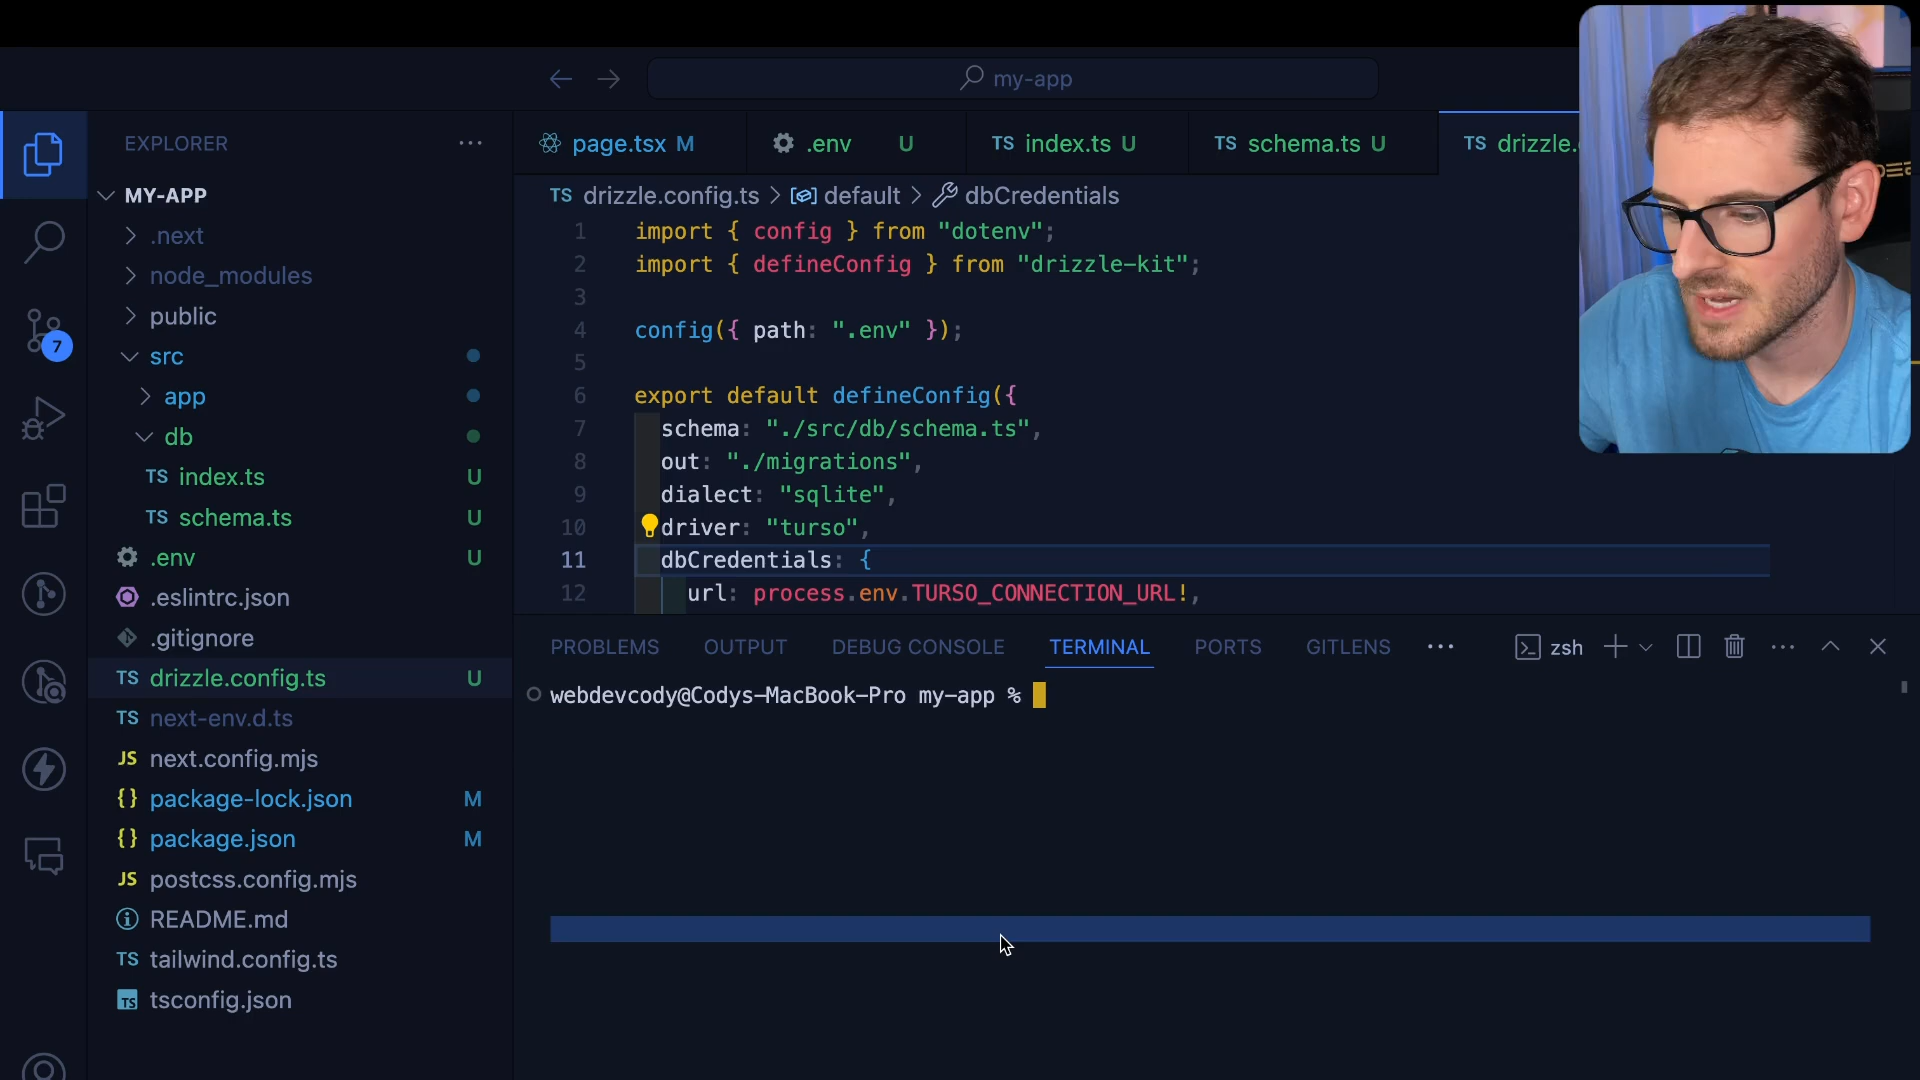 my-app
EXPLORER
page.tsx M
.env U
TS index.ts U
TS schema.ts U
TS drizzle.
MY-APP
.next
node_modules
public
src
app
db
TS index.ts U
TS schema.ts U
.env U
.eslintrc.json
.gitignore
TS drizzle.config.ts U
TS next-env.d.ts
JS next.config.mjs
{ } package-lock.json M
{ } package.json M
JS postcss.config.mjs
README.md
TS tailwind.config.ts
TS tsconfig.json
7
TS drizzle.config.ts > default > dbCredentials
1 import { config } from "dotenv";
2 import { defineConfig } from "drizzle-kit";
3
4 config({ path: ".env" });
5
6 export default defineConfig({
7 schema: "./src/db/schema.ts",
8 out: "./migrations",
9 dialect: "sqlite",
10 driver: "turso",
11 dbCredentials: {
12 url: process.env.TURSO_CONNECTION_URL!,
PROBLEMS OUTPUT DEBUG CONSOLE TERMINAL PORTS GITLENS ··· zsh
webdevcody@Codys-MacBook-Pro my-app %